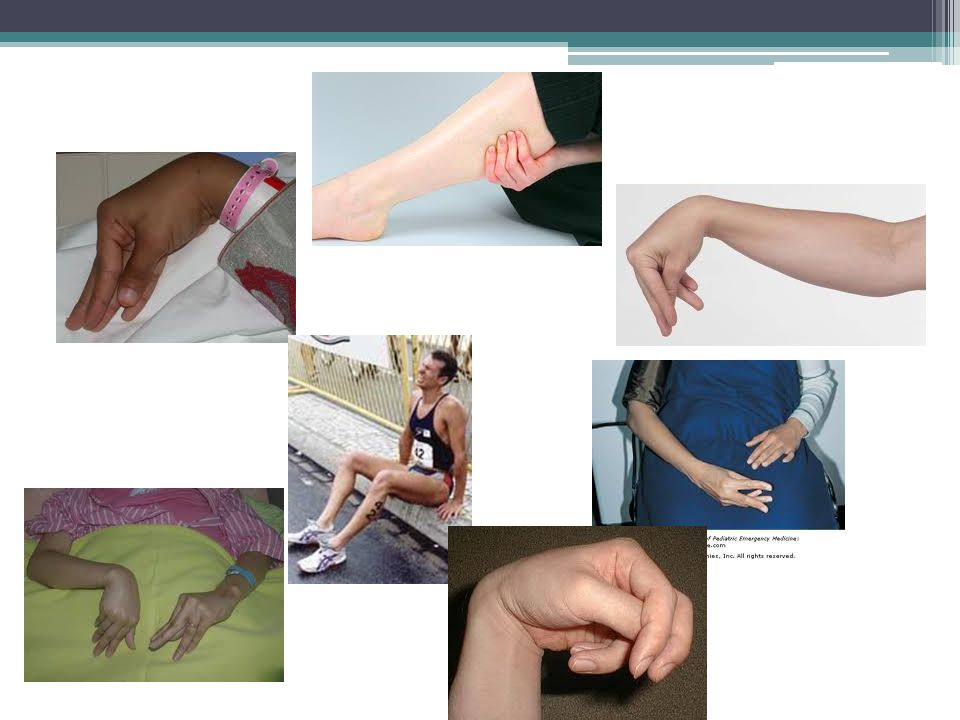 42
of Pediatric Emergency Medicine:
e.com
nies, Inc. All rights reserved.